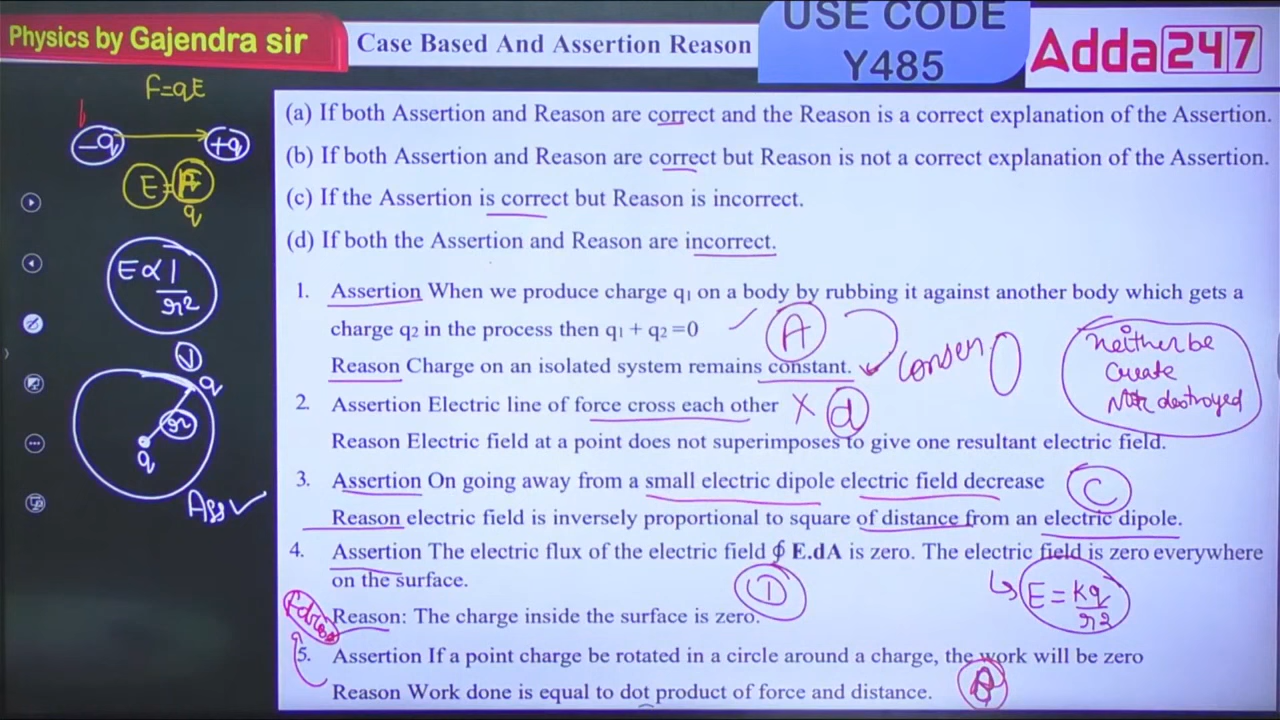 Physics by Gajendra sir
Case Based And Assertion Reason
USE CODE
Y485
Adda247
F=qE
-q
+q
E=F/q
E∝1/r²
q
r
q
Ass ✓
(a) If both Assertion and Reason are correct and the Reason is a correct explanation of the Assertion.
(b) If both Assertion and Reason are correct but Reason is not a correct explanation of the Assertion.
(c) If the Assertion is correct but Reason is incorrect.
(d) If both the Assertion and Reason are incorrect.
1. Assertion When we produce charge q1 on a body by rubbing it against another body which gets a
charge q2 in the process then q1 + q2 =0
A
Reason Charge on an isolated system remains constant.
Conser
neither be
create
destroyed
2. Assertion Electric line of force cross each other
X d
Reason Electric field at a point does not superimposes to give one resultant electric field.
3. Assertion On going away from a small electric dipole electric field decrease
C
Reason electric field is inversely proportional to square of distance from an electric dipole.
4. Assertion The electric flux of the electric field ∮ E.dA is zero. The electric field is zero everywhere
on the surface.
D
E = kq/r²
Reason: The charge inside the surface is zero.
5. Assertion If a point charge be rotated in a circle around a charge, the work will be zero
Reason Work done is equal to dot product of force and distance.